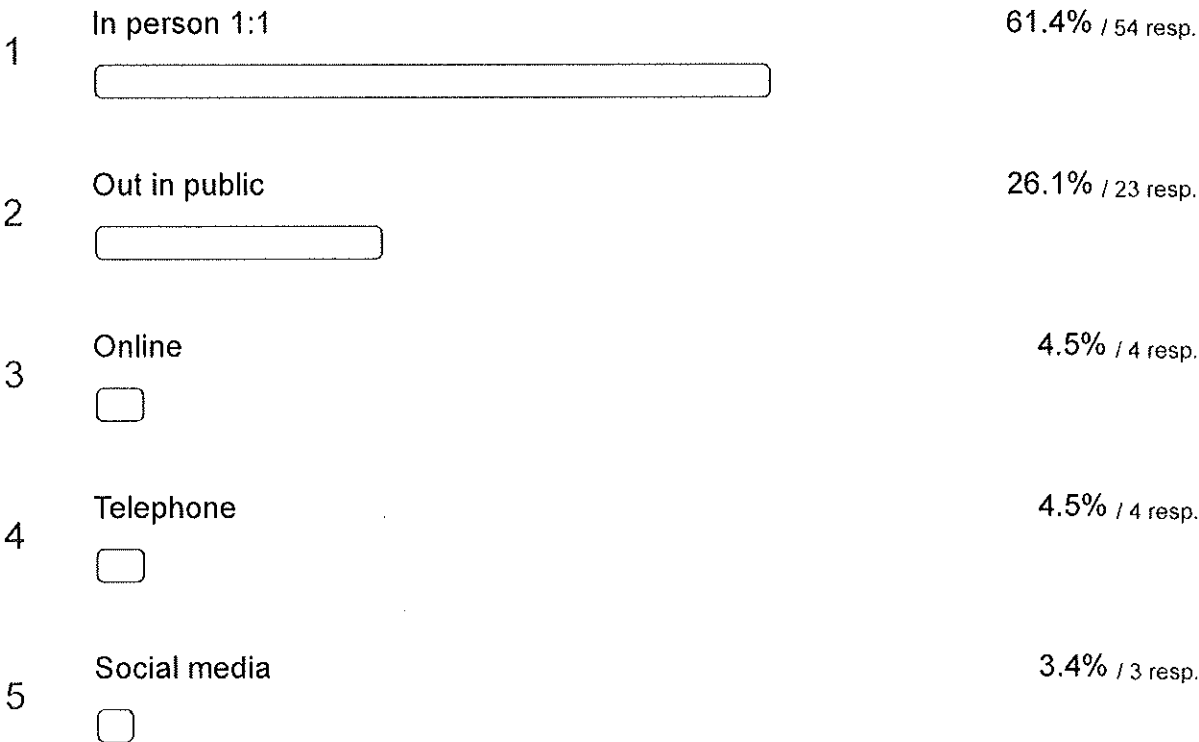 In person 1:1 61.4% / 54 resp.
1
Out in public 26.1% / 23 resp.
2
Online 4.5% / 4 resp.
3
Telephone 4.5% / 4 resp.
4
Social media 3.4% / 3 resp.
5